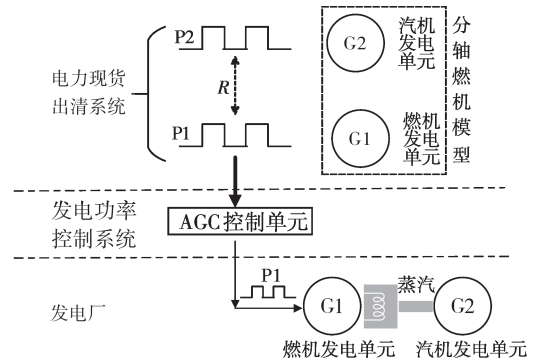 P2
G2
汽机
发电
单元
分轴燃机模型
电力现货
出清系统
R
P1
G1
燃机
发电
单元
发电功率
控制系统
AGC控制单元
发电厂
P1
G1
蒸汽
G2
燃机发电单元
汽机发电单元